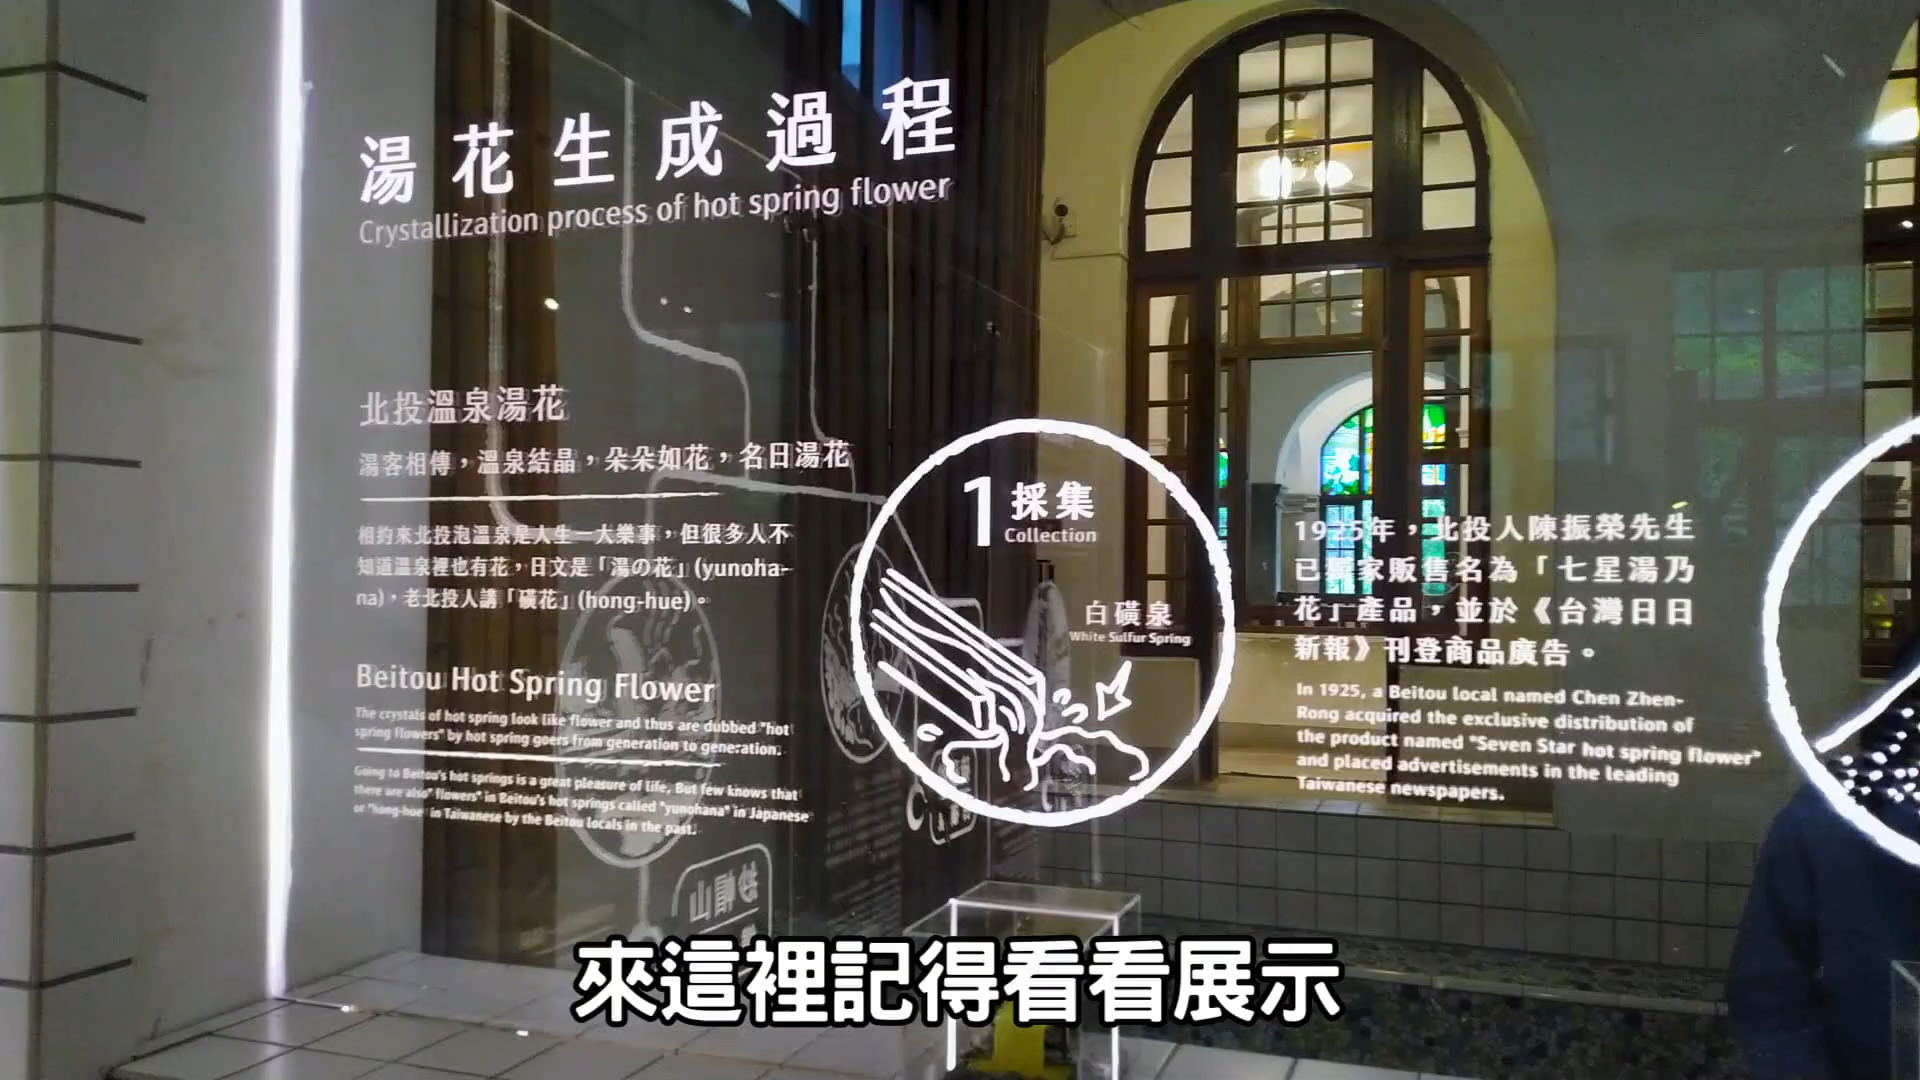 湯花生成過程
Crystallization process of hot spring flower
北投溫泉湯花
湯客相傳，溫泉結晶，朵朵如花，名曰湯花
相約來北投泡溫泉是人生一大樂事，但很多人不
知道溫泉裡也有花，日文是「湯の花」(yunoha-
na)，老北投人講「磺花」(hong-hue)。
Beitou Hot Spring Flower
The crystals of hot spring look like flower and thus are dubbed "hot
spring flowers" by hot spring goers from generation to generation.
Going to Beitou's hot springs is a great pleasure of life, But few knows that
there are also" flowers" in Beitou's hot springs called "yunohana" in Japanese
or "hong-hue" in Taiwanese by the Beitou locals in the past.
1 採集
Collection
白磺泉
White Sulfur Spring
1925年，北投人陳振榮先生
已獨家販售名為「七星湯乃
花」產品，並於《台灣日日
新報》刊登商品廣告。
In 1925, a Beitou local named Chen Zhen-
Rong acquired the exclusive distribution of
the product named "Seven Star hot spring flower"
and placed advertisements in the leading
Taiwanese newspapers.
紗帽山
來這裡記得看看展示